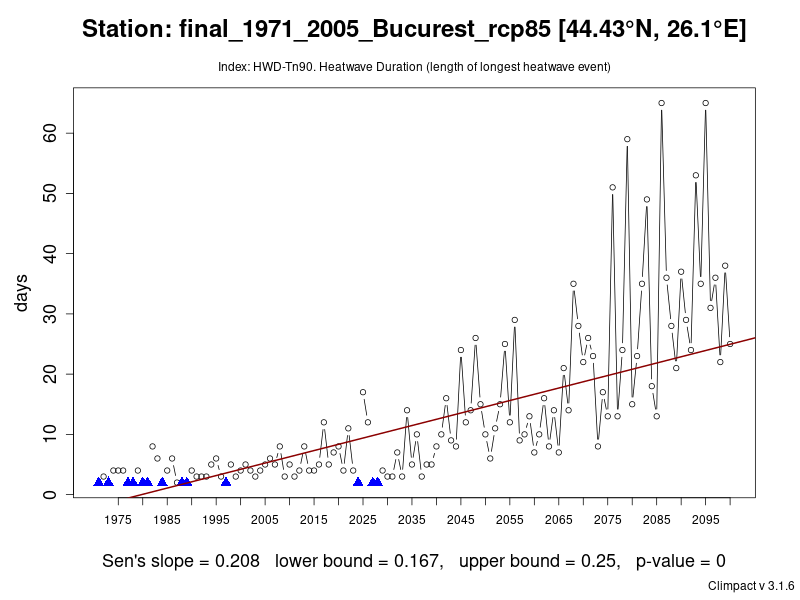 Station: final_1971_2005_Bucurest_rcp85 [44.43°N, 26.1°E]
Index: HWD-Tn90. Heatwave Duration (length of longest heatwave event)
days
60
50
40
30
20
10
0
1975 1985 1995 2005 2015 2025 2035 2045 2055 2065 2075 2085 2095
Sen's slope = 0.208 lower bound = 0.167, upper bound = 0.25, p-value = 0
Climpact v 3.1.6